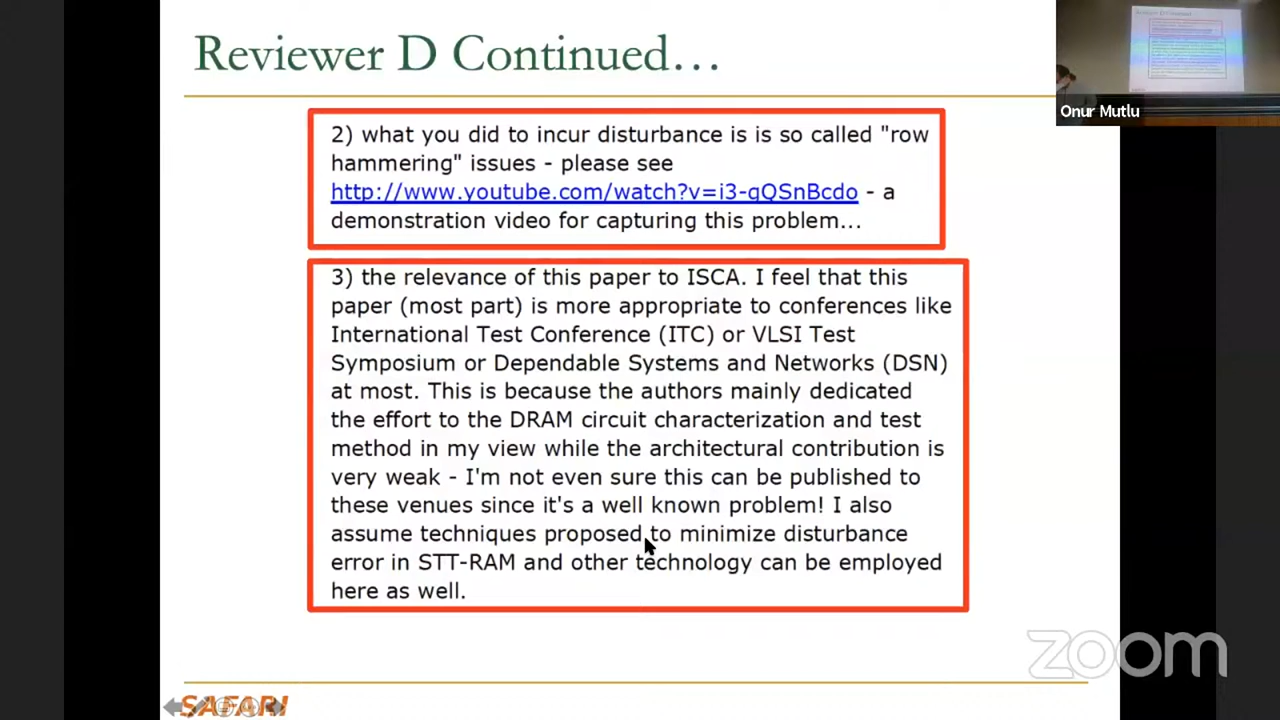 Reviewer D Continued…
Onur Mutlu
2) what you did to incur disturbance is is so called "row
hammering" issues - please see
http://www.youtube.com/watch?v=i3-qQSnBcdo - a
demonstration video for capturing this problem...
3) the relevance of this paper to ISCA. I feel that this
paper (most part) is more appropriate to conferences like
International Test Conference (ITC) or VLSI Test
Symposium or Dependable Systems and Networks (DSN)
at most. This is because the authors mainly dedicated
the effort to the DRAM circuit characterization and test
method in my view while the architectural contribution is
very weak - I'm not even sure this can be published to
these venues since it's a well known problem! I also
assume techniques proposed to minimize disturbance
error in STT-RAM and other technology can be employed
here as well.
zoom
SAFARI